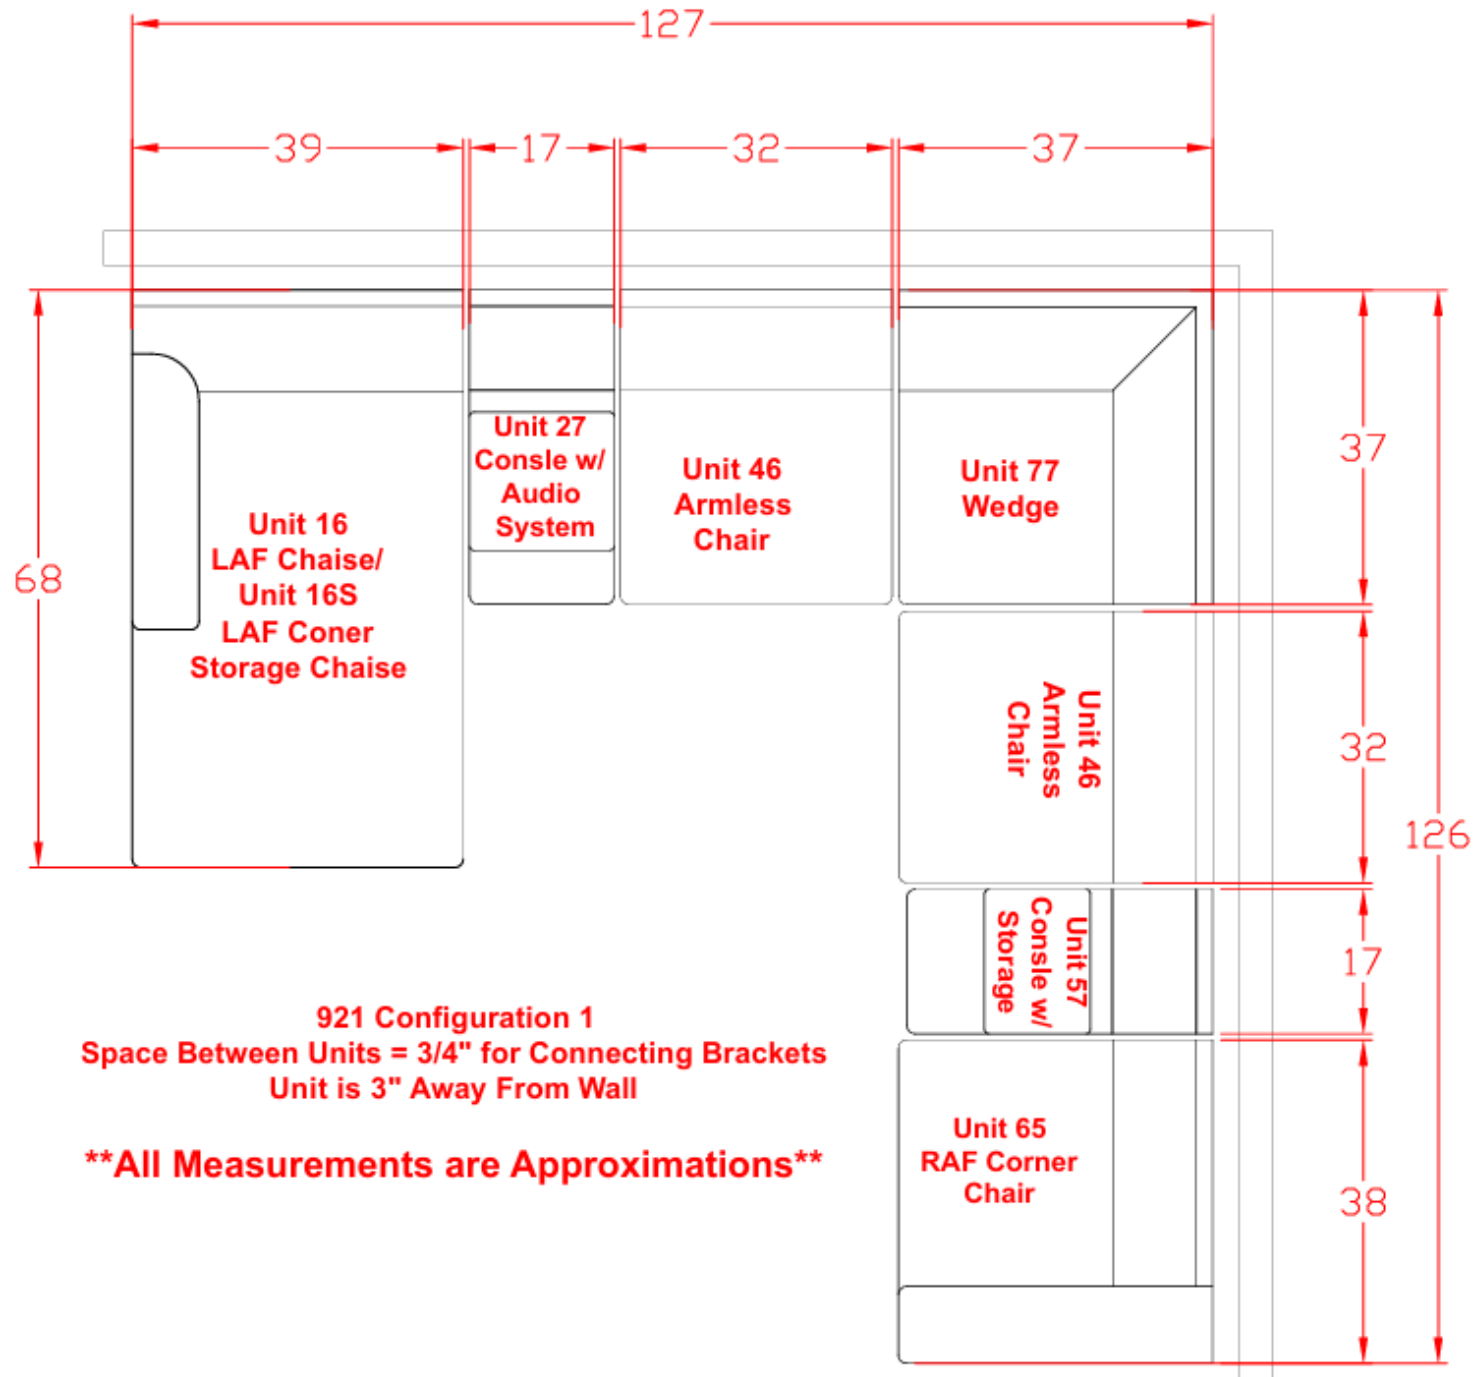 127
39
17
32
37
Unit 27
Consle w/
Audio
System
Unit 46
Armless
Chair
Unit 77
Wedge
37
Unit 16
LAF Chaise/
Unit 16S
LAF Coner
Storage Chaise
68
Unit 46
Armless
Chair
32
126
Unit 57
Consle w/
Storage
17
921 Configuration 1
Space Between Units = 3/4" for Connecting Brackets
Unit is 3" Away From Wall
**All Measurements are Approximations**
Unit 65
RAF Corner
Chair
38